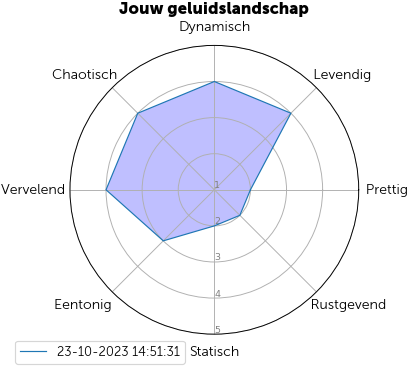 Jouw geluidslandschap
Dynamisch
Chaotisch
Levendig
Vervelend
1
Prettig
2
3
4
Eentonig
Rustgevend
5
23-10-2023 14:51:31
Statisch